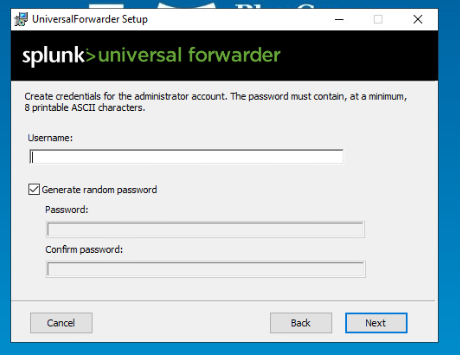 UniversalForwarder Setup
splunk>universal forwarder
Create credentials for the administrator account. The password must contain, at a minimum,
8 printable ASCII characters.
Username:
Generate random password
Password:
Confirm password:
Cancel
Back
Next